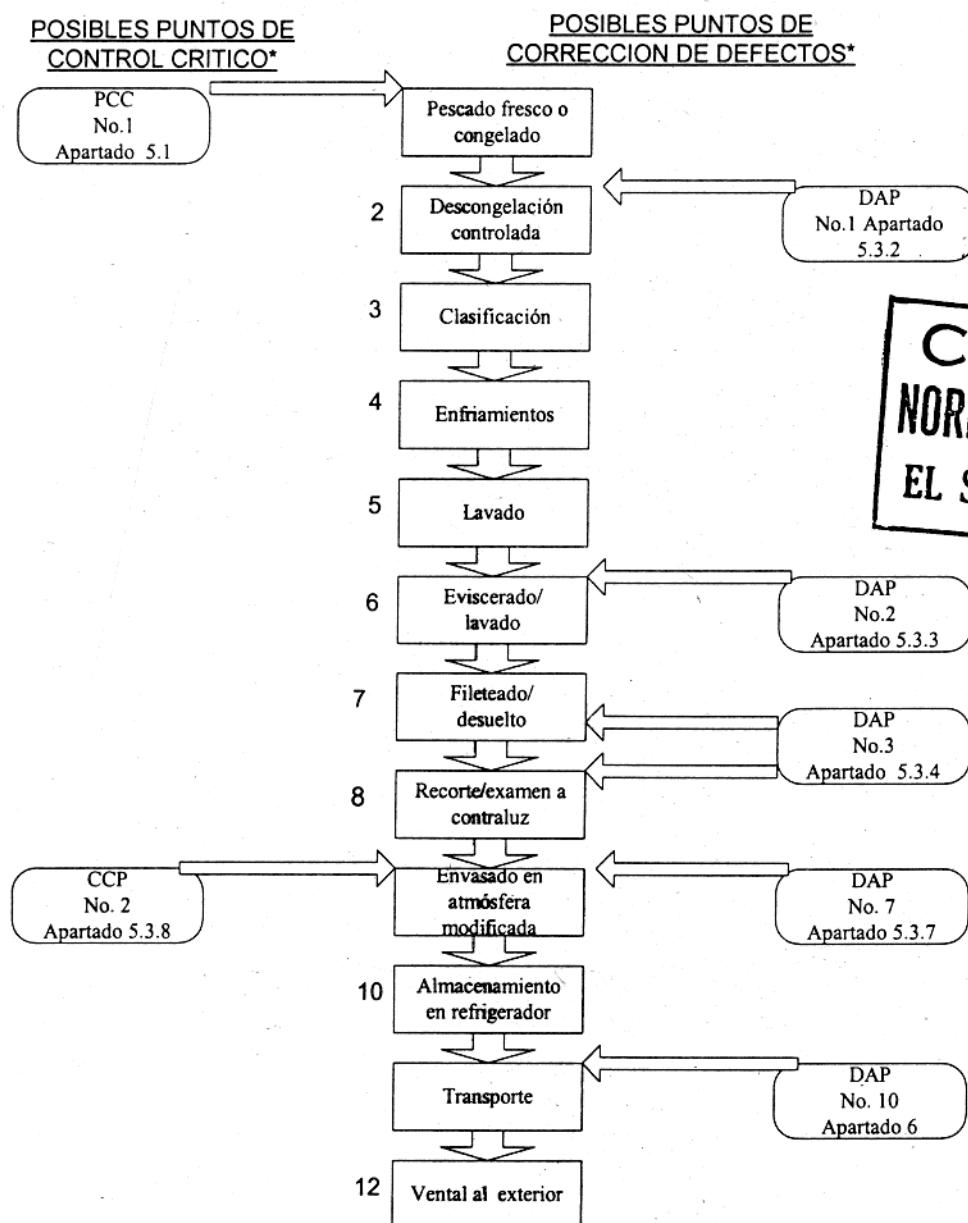 POSIBLES PUNTOS DE
CONTROL CRITICO*
POSIBLES PUNTOS DE
CORRECCION DE DEFECTOS*
PCC
No.1
Apartado 5.1
Pescado fresco o
congelado
2
Descongelación
controlada
DAP
No.1 Apartado
5.3.2
3
Clasificación
4
Enfriamientos
C
NOR
EL S
5
Lavado
6
Eviscerado/
lavado
DAP
No.2
Apartado 5.3.3
7
Fileteado/
desuelto
DAP
No.3
Apartado 5.3.4
8
Recorte/examen a
contraluz
CCP
No. 2
Apartado 5.3.8
Envasado en
atmósfera
modificada
DAP
No. 7
Apartado 5.3.7
10
Almacenamiento
en refrigerador
Transporte
DAP
No. 10
Apartado 6
12
Vental al exterior